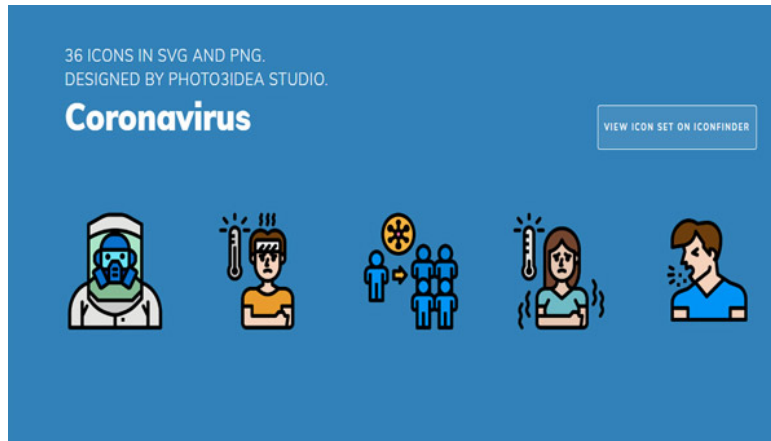 36 ICONS IN SVG AND PNG.
DESIGNED BY PHOTO3IDEA STUDIO.
Coronavirus
VIEW ICON SET ON ICONFINDER